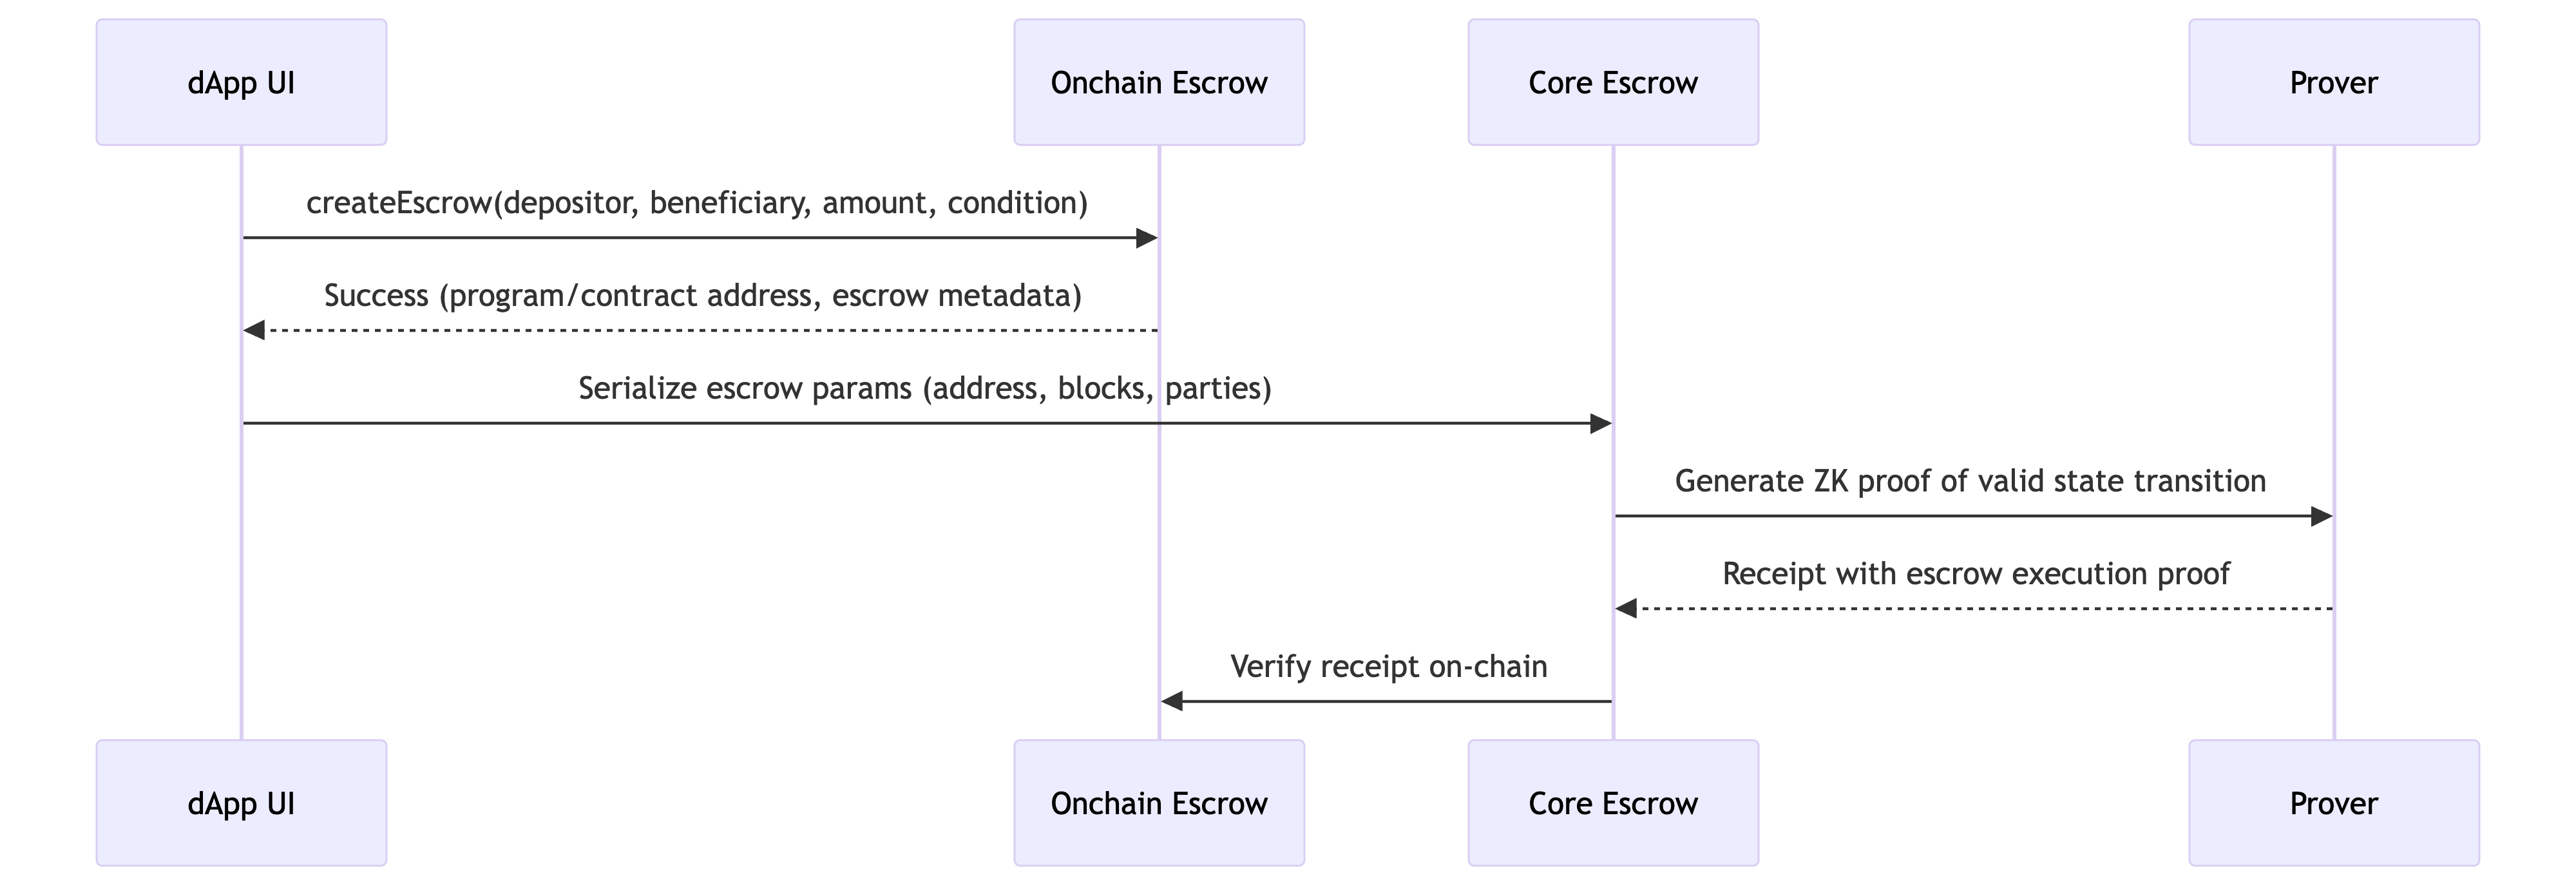 dApp UI
Onchain Escrow
Core Escrow
Prover
createEscrow(depositor, beneficiary, amount, condition)
Success (program/contract address, escrow metadata)
Serialize escrow params (address, blocks, parties)
Generate ZK proof of valid state transition
Receipt with escrow execution proof
Verify receipt on-chain
dApp UI
Onchain Escrow
Core Escrow
Prover